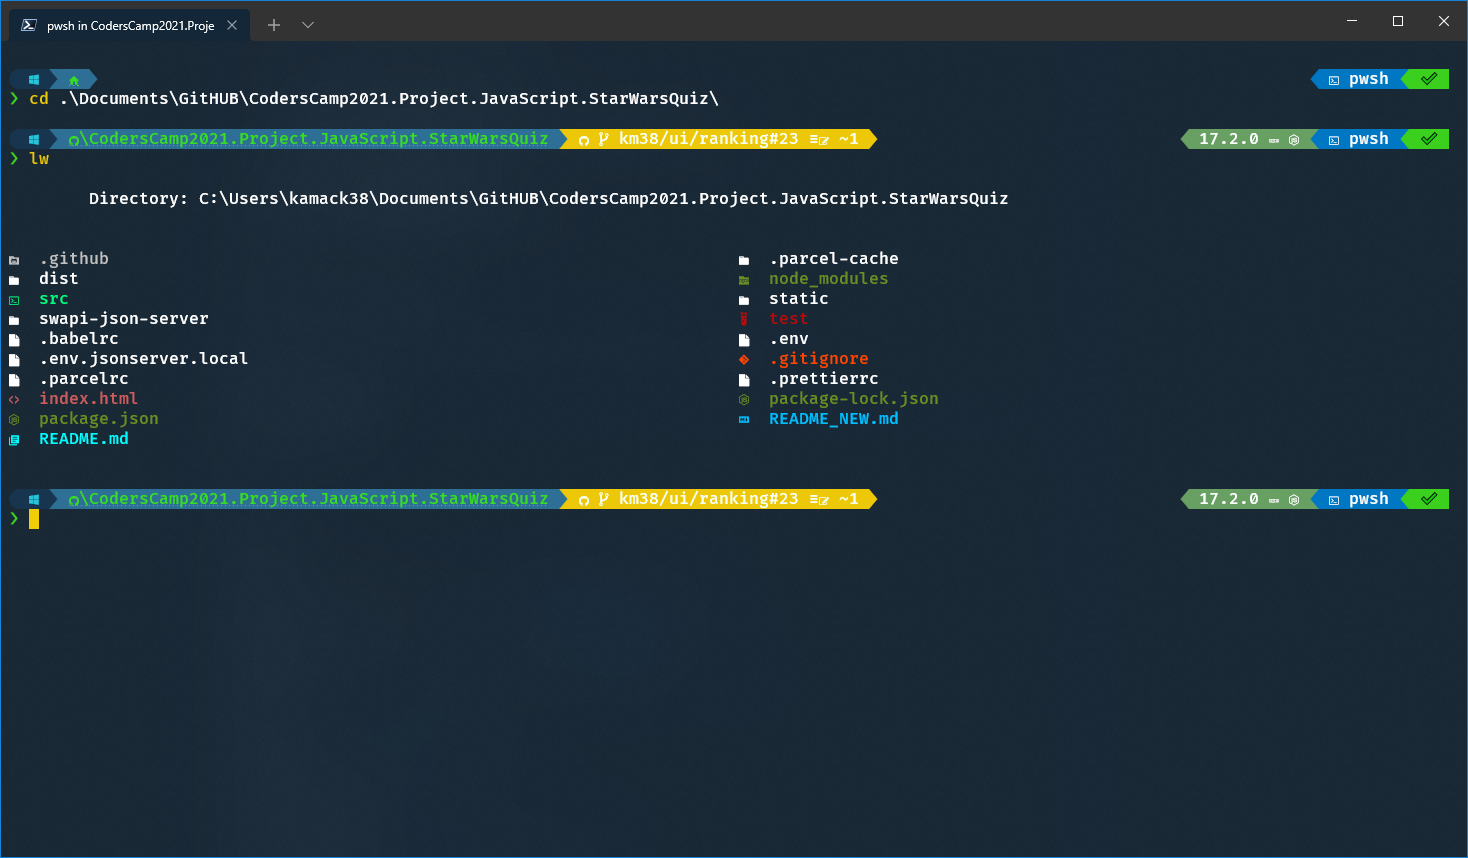 pwsh in CodersCamp2021.Proje
pwsh
❯ cd .\Documents\GitHUB\CodersCamp2021.Project.JavaScript.StarWarsQuiz\
\CodersCamp2021.Project.JavaScript.StarWarsQuiz km38/ui/ranking#23 ≡ ~1 17.2.0 pwsh
❯ lw
Directory: C:\Users\kamack38\Documents\GitHUB\CodersCamp2021.Project.JavaScript.StarWarsQuiz
.github .parcel-cache
dist node_modules
src static
swapi-json-server test
.babelrc .env
.env.jsonserver.local .gitignore
.parcelrc .prettierrc
index.html package-lock.json
package.json README_NEW.md
README.md
\CodersCamp2021.Project.JavaScript.StarWarsQuiz km38/ui/ranking#23 ≡ ~1 17.2.0 pwsh
❯